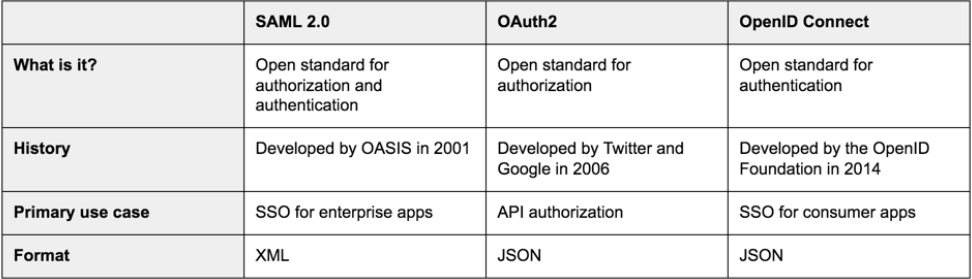 SAML 2.0 OAuth2 OpenID Connect
What is it? Open standard for Open standard for Open standard for
authorization and authorization authentication
authentication
History Developed by OASIS in 2001 Developed by Twitter and Developed by the OpenID
Google in 2006 Foundation in 2014
Primary use case SSO for enterprise apps API authorization SSO for consumer apps
Format XML JSON JSON